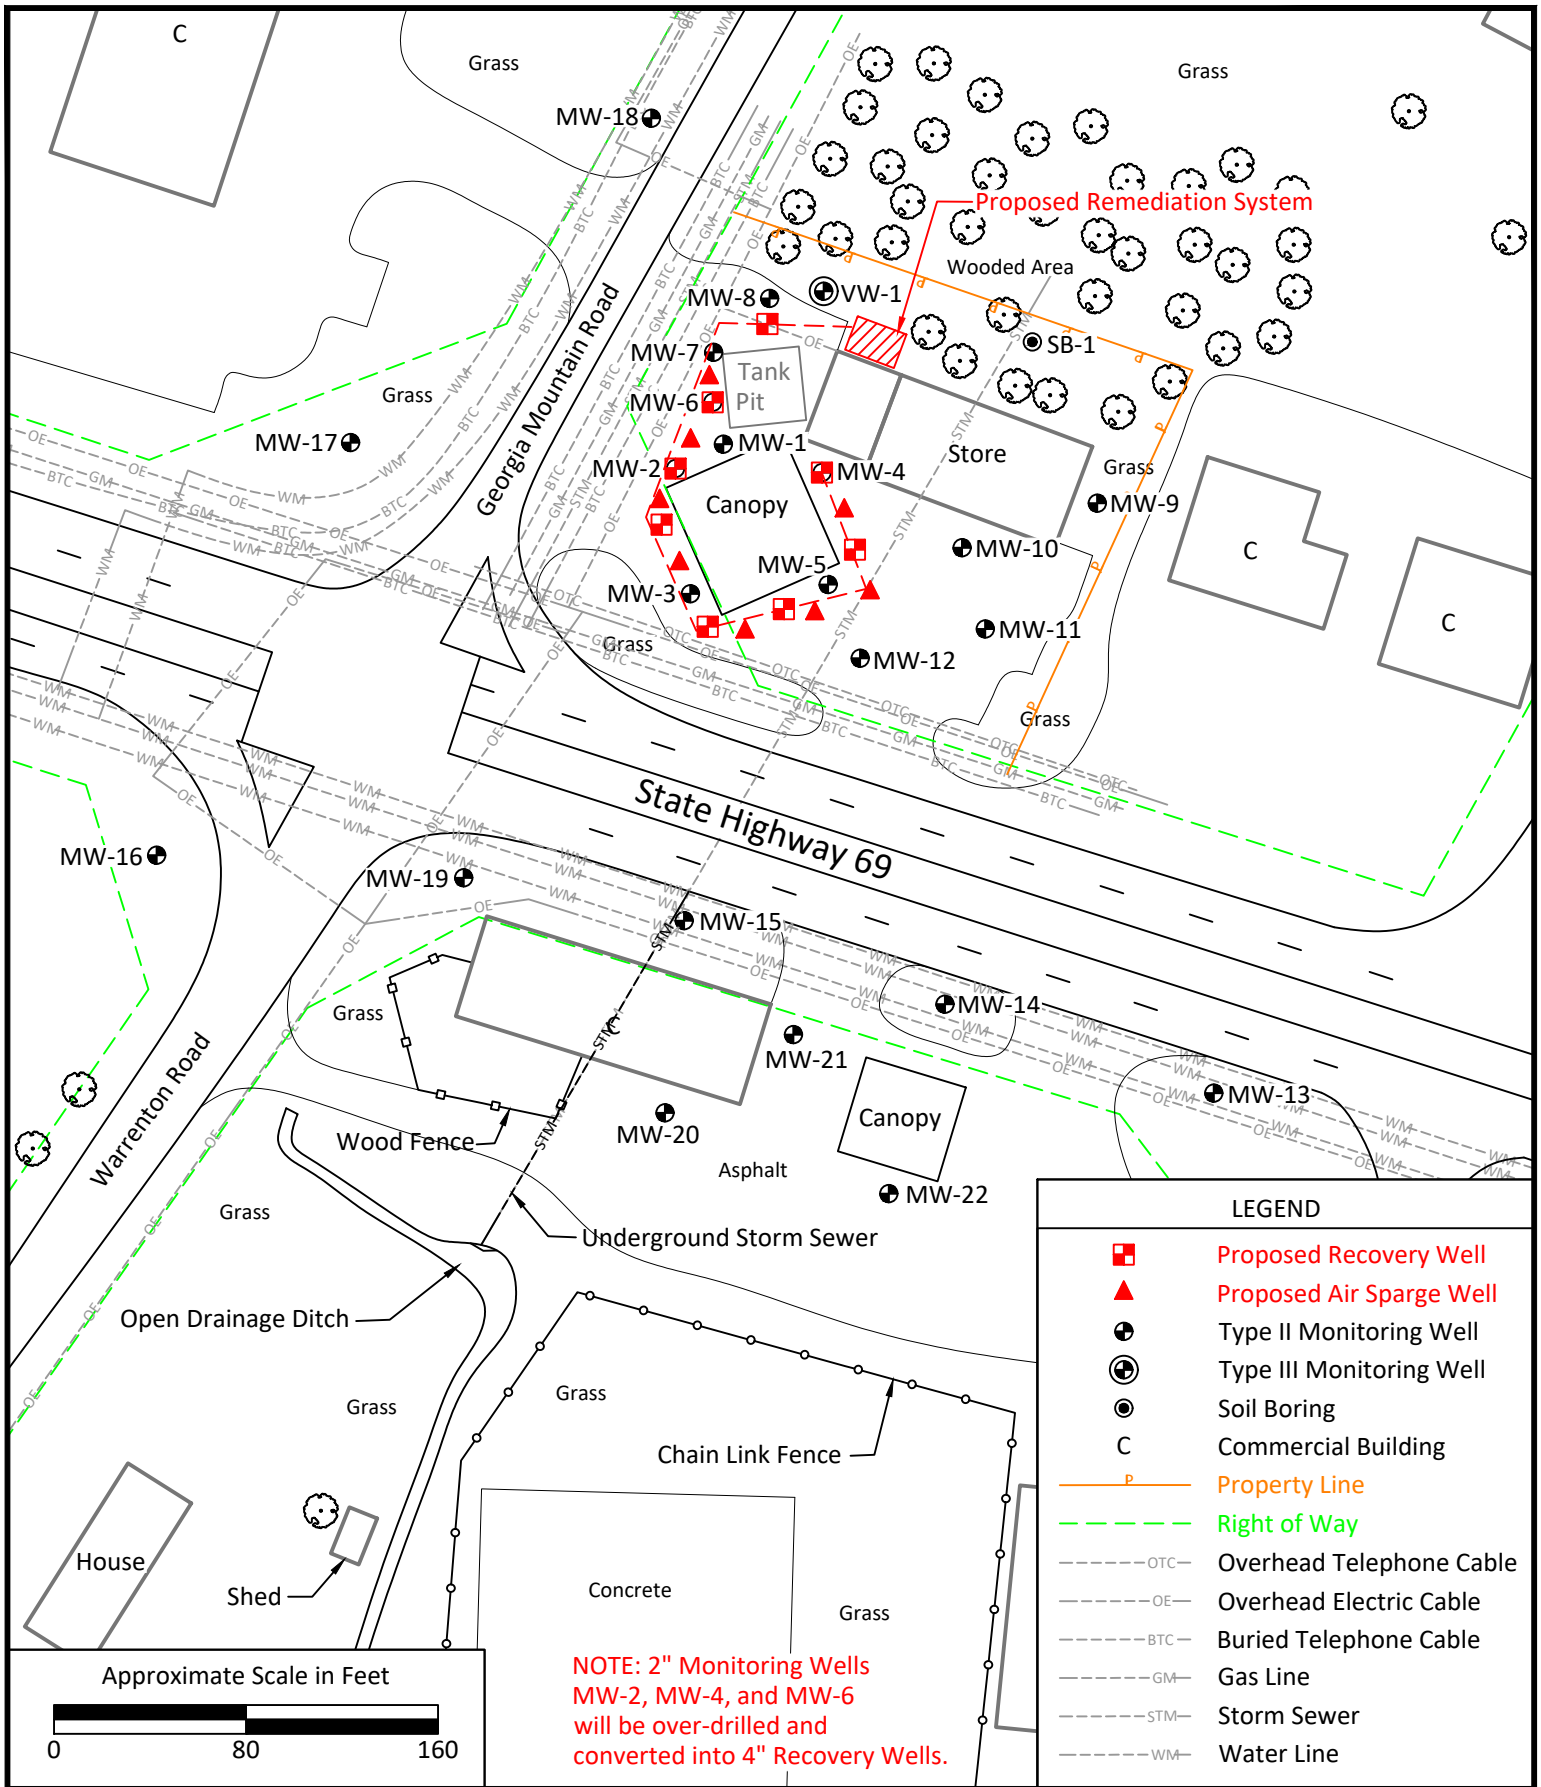 C
Grass
Grass
MW-18
Proposed Remediation System
Wooded Area
MW-8
VW-1
MW-7
SB-1
Tank
Pit
Grass
MW-6
MW-17
MW-1
Georgia Mountain Road
MW-2
MW-4
Store
Grass
Canopy
MW-9
MW-10
C
MW-5
MW-3
MW-11
C
Grass
MW-12
Grass
State Highway 69
MW-16
MW-19
MW-15
Grass
C
MW-14
MW-21
Warrenton Road
MW-13
Canopy
Wood Fence
MW-20
Asphalt
MW-22
Grass
Underground Storm Sewer
Open Drainage Ditch
Grass
Grass
Chain Link Fence
House
Shed
Concrete
Grass
LEGEND
Proposed Recovery Well
Proposed Air Sparge Well
Type II Monitoring Well
Type III Monitoring Well
Soil Boring
C Commercial Building
P Property Line
Right of Way
OTC Overhead Telephone Cable
OE Overhead Electric Cable
BTC Buried Telephone Cable
GM Gas Line
STM Storm Sewer
WM Water Line
Approximate Scale in Feet
0 80 160
NOTE: 2" Monitoring Wells
MW-2, MW-4, and MW-6
will be over-drilled and
converted into 4" Recovery Wells.